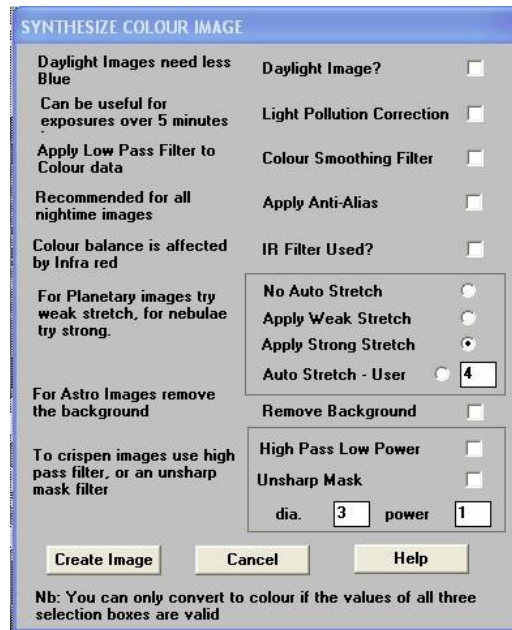 SYNTHESIZE COLOUR IMAGE
Daylight Images need less
Blue
Daylight Image?
Can be useful for
exposures over 5 minutes
Light Pollution Correction
Apply Low Pass Filter to
Colour data
Colour Smoothing Filter
Recommended for all
nightime images
Apply Anti-Alias
Colour balance is affected
by Infra red
IR Filter Used?
For Planetary images try
weak stretch, for nebulae
try strong.
No Auto Stretch
Apply Weak Stretch
Apply Strong Stretch
Auto Stretch - User 4
For Astro Images remove
the background
Remove Background
To crispen images use high
pass filter, or an unsharp
mask filter
High Pass Low Power
Unsharp Mask
dia. 3 power 1
Create Image Cancel Help
Nb: You can only convert to colour if the values of all three
selection boxes are valid